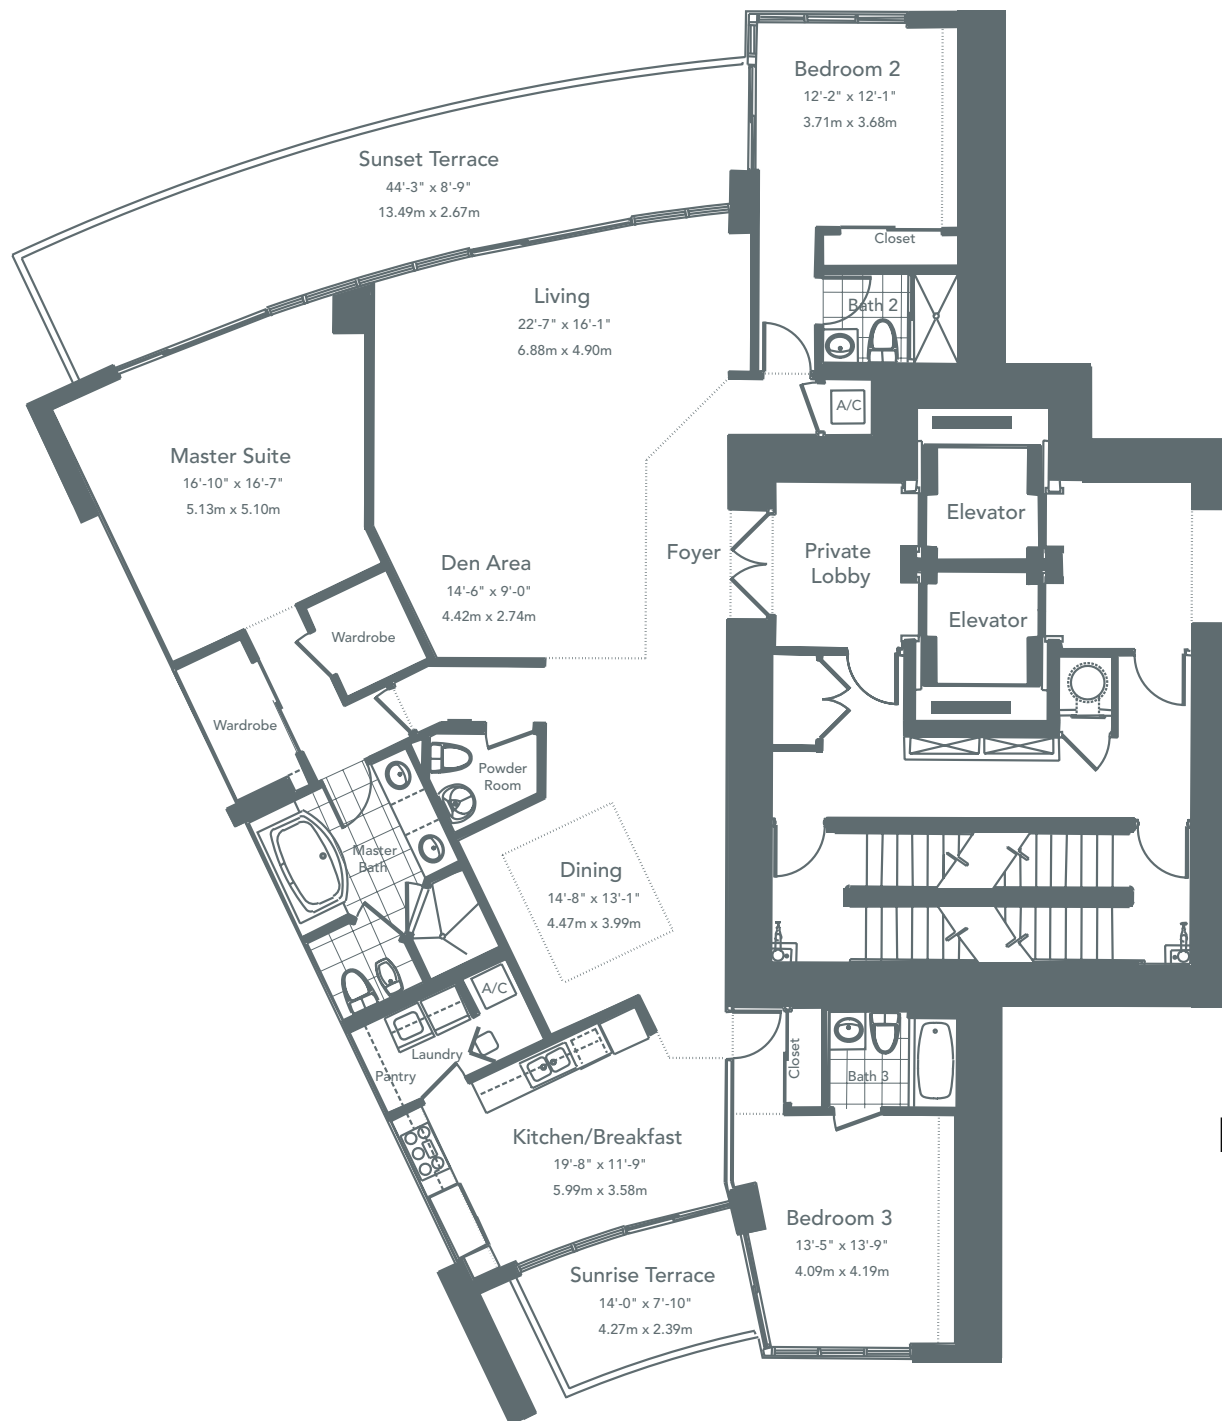 Bedroom 2
12'-2" x 12'-1"
3.71m x 3.68m
Sunset Terrace
44'-3" x 8'-9"
13.49m x 2.67m
Closet
Living
22'-7" x 16'-1"
6.88m x 4.90m
Bath 2
A/C
Master Suite
16'-10" x 16'-7"
5.13m x 5.10m
Elevator
Foyer
Private
Lobby
Den Area
14'-6" x 9'-0"
4.42m x 2.74m
Elevator
Wardrobe
Wardrobe
Powder
Room
Master
Bath
Dining
14'-8" x 13'-1"
4.47m x 3.99m
A/C
Laundry
Pantry
Closet
Bath 3
Kitchen/Breakfast
19'-8" x 11'-9"
5.99m x 3.58m
Bedroom 3
13'-5" x 13'-9"
4.09m x 4.19m
Sunrise Terrace
14'-0" x 7'-10"
4.27m x 2.39m